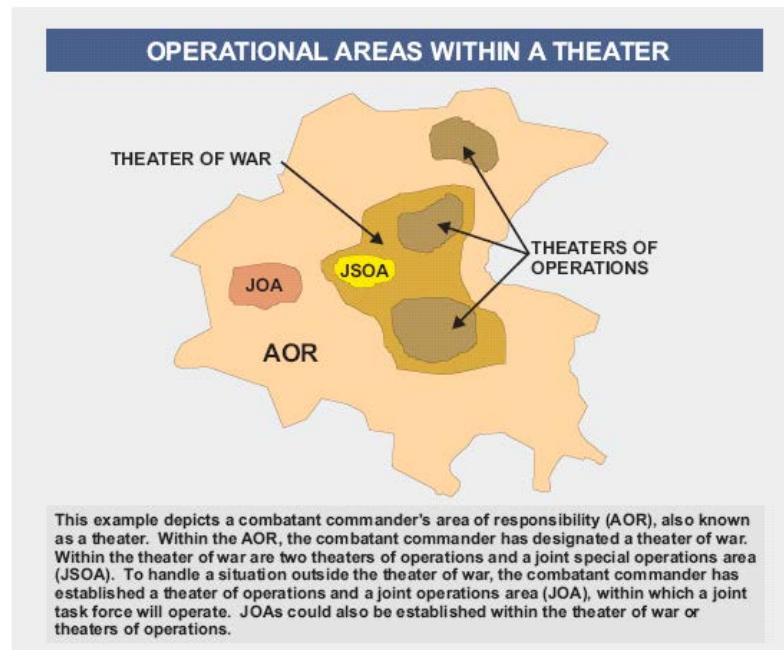 OPERATIONAL AREAS WITHIN A THEATER
THEATER OF WAR
THEATERS OF
OPERATIONS
JSOA
JOA
AOR
This example depicts a combatant commander's area of responsibility (AOR), also known
as a theater. Within the AOR, the combatant commander has designated a theater of war.
Within the theater of war are two theaters of operations and a joint special operations area
(JSOA). To handle a situation outside the theater of war, the combatant commander has
established a theater of operations and a joint operations area (JOA), within which a joint
task force will operate. JOAs could also be established within the theater of war or
theaters of operations.